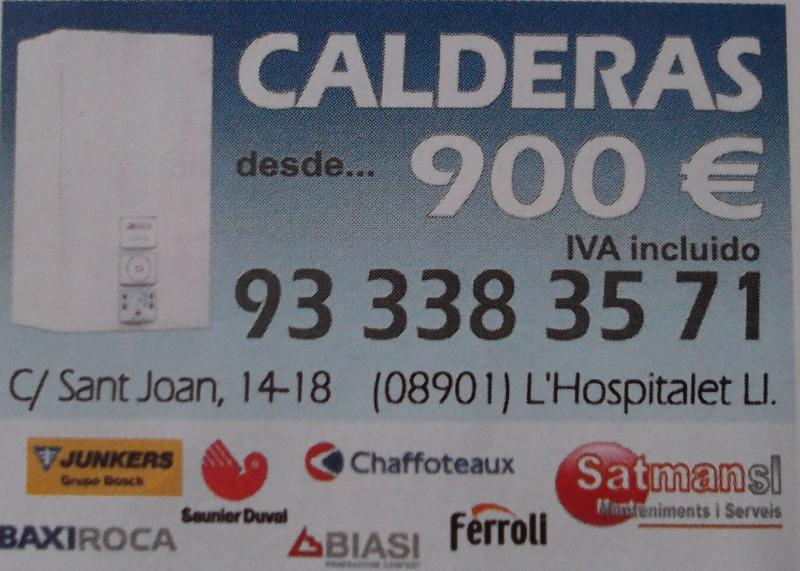 CALDERAS
desde... 900 €
IVA incluido
93 338 35 71
C/ Sant Joan, 14-18 (08901) L'Hospitalet Ll.
JUNKERS
Grupo Bosch
Saunier Duval
Chaffoteaux
Satmansl
Manteniments i Serveis
BAXIROCA
BIASI
Ferroli